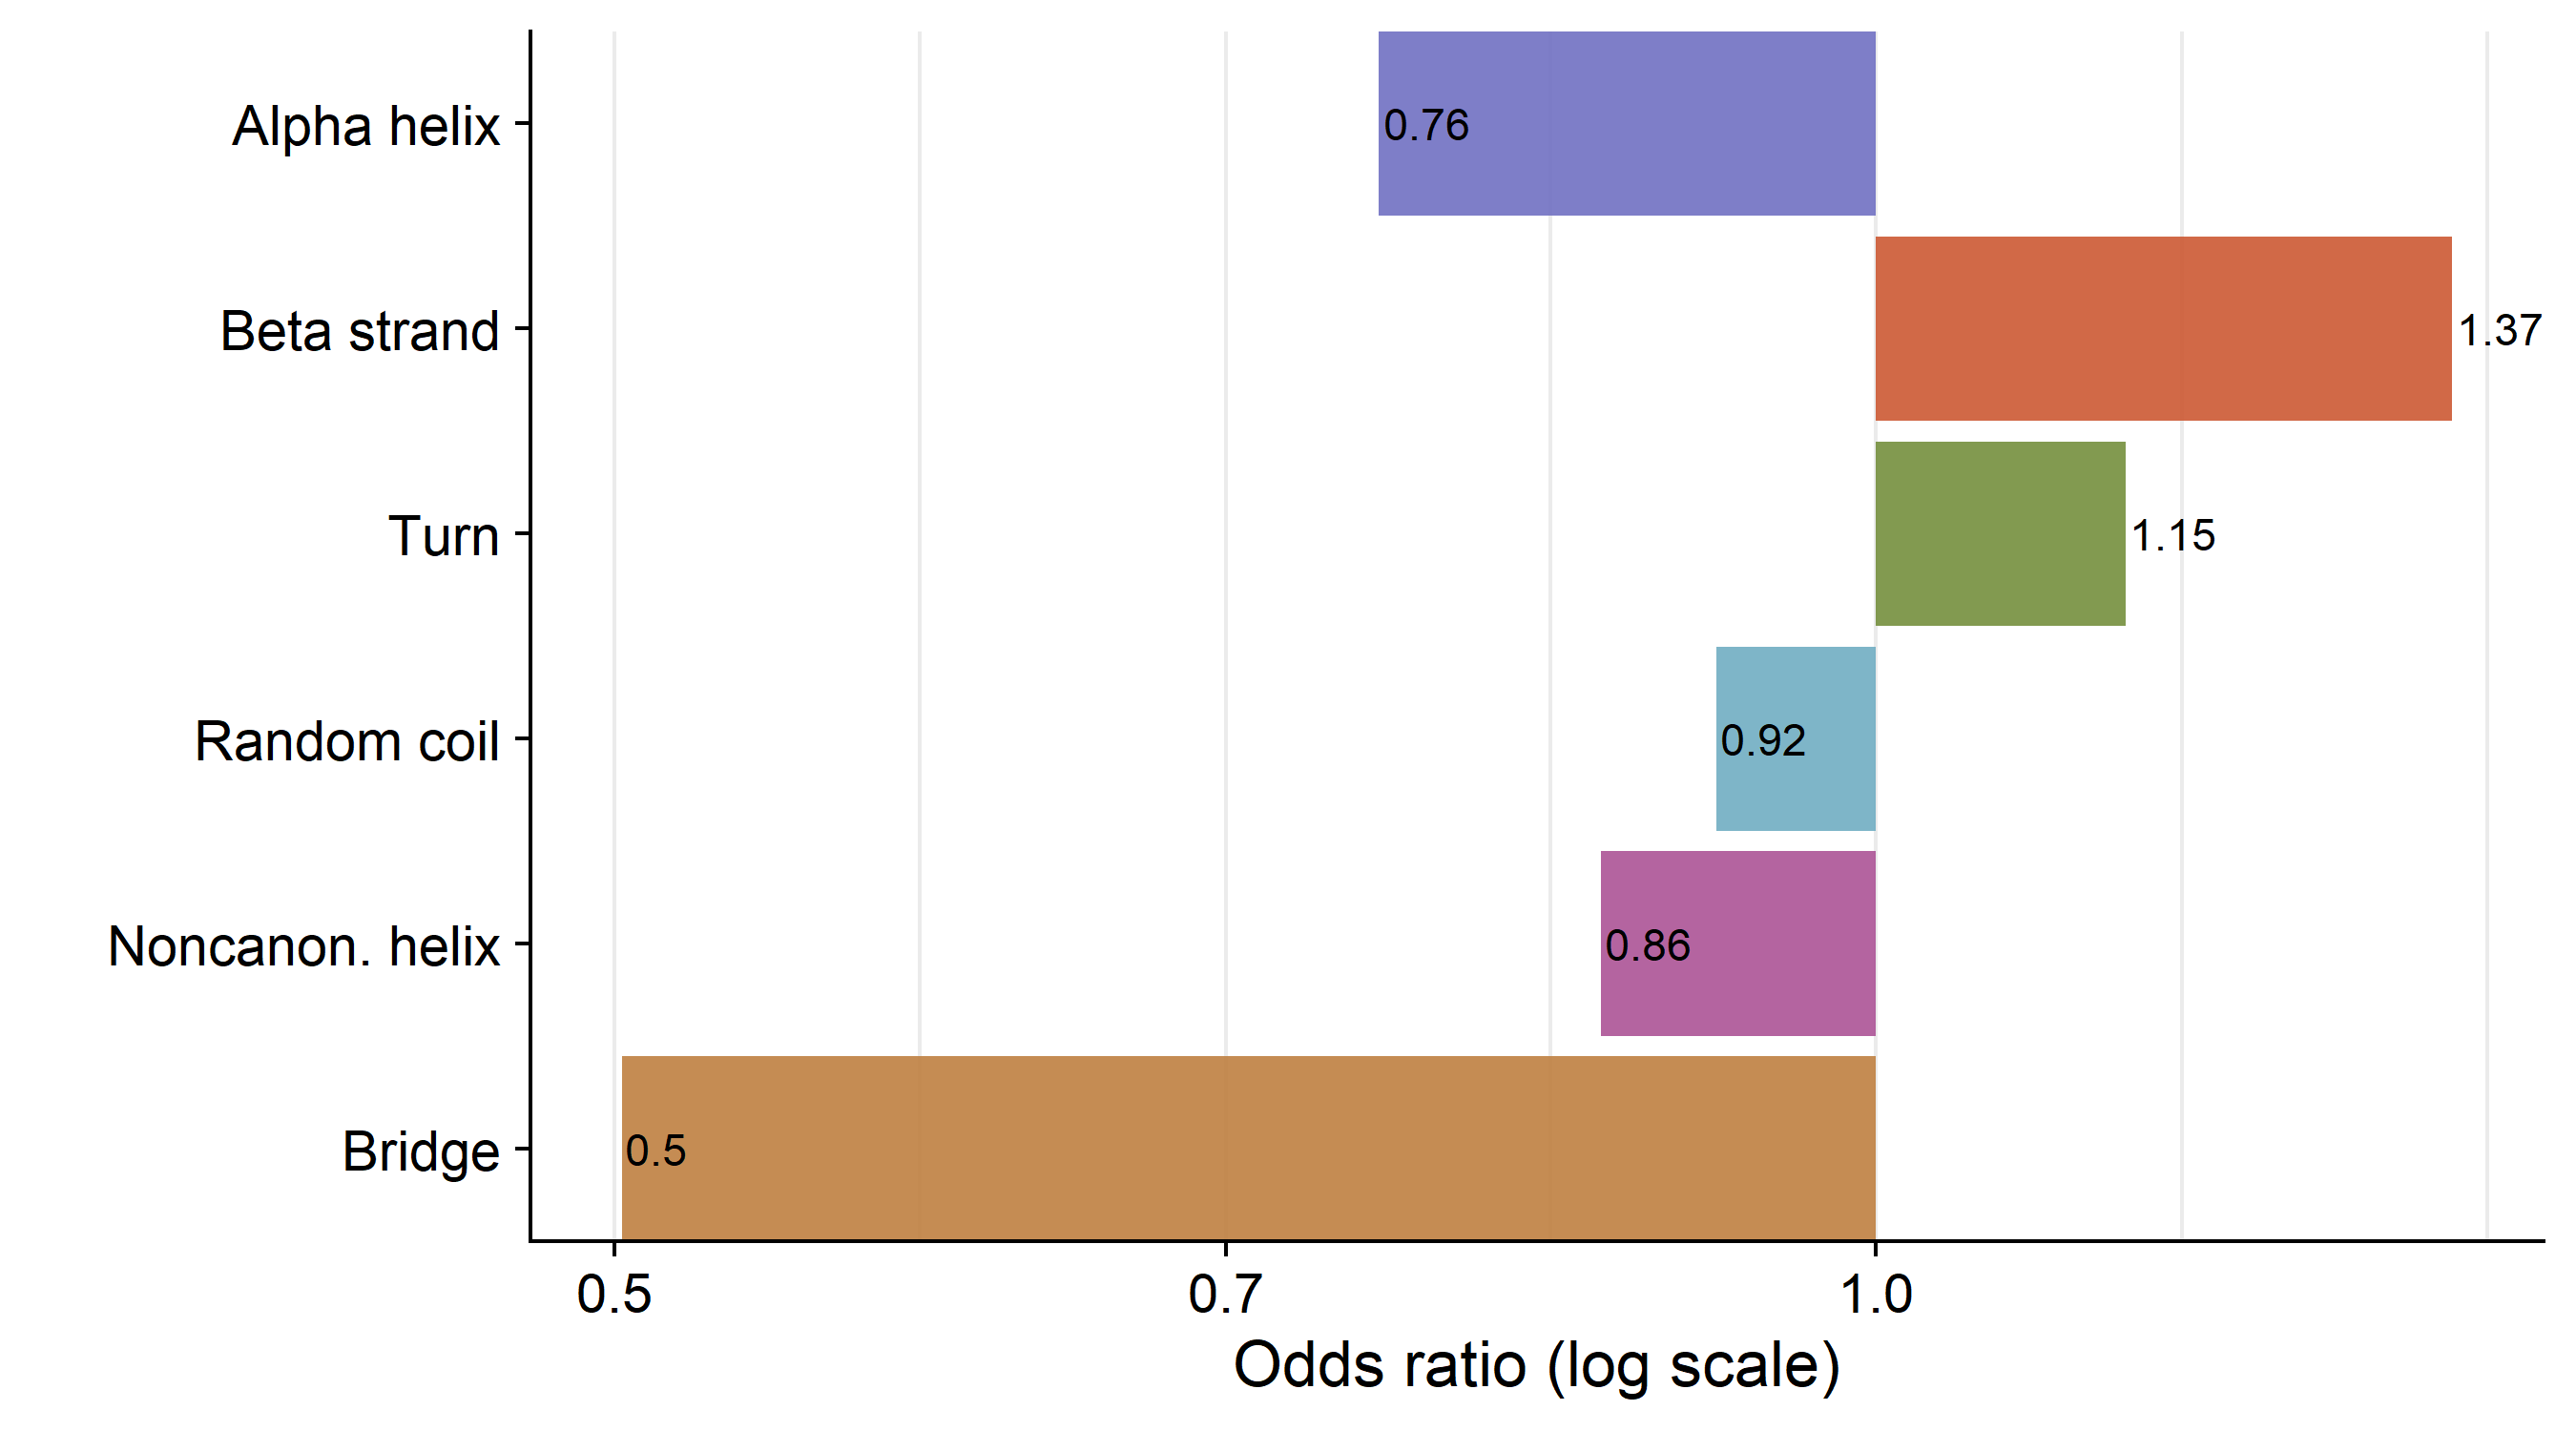 Alpha helix
0.76
Beta strand
1.37
Turn
1.15
Random coil
0.92
Noncanon. helix
0.86
Bridge
0.5
0.5 0.7 1.0
Odds ratio (log scale)